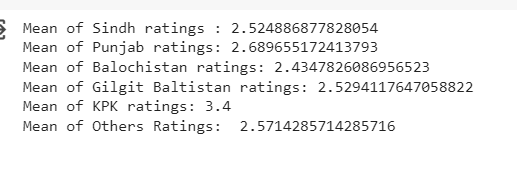 Mean of Sindh ratings : 2.524886877828054
Mean of Punjab ratings: 2.689655172413793
Mean of Balochistan ratings: 2.4347826086956523
Mean of Gilgit Baltistan ratings: 2.5294117647058822
Mean of KPK ratings: 3.4
Mean of Others Ratings:  2.5714285714285716